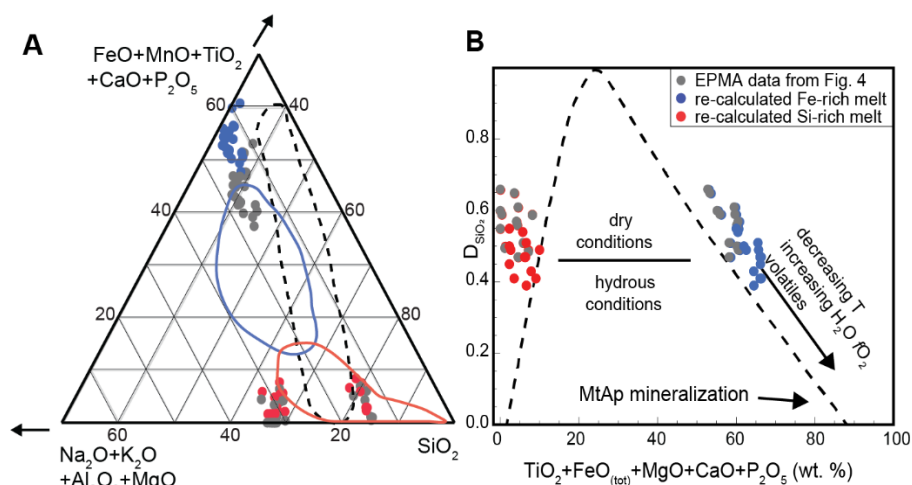 A
FeO+MnO+TiO₂
+CaO+P₂O₅
60
40
40
60
20
80
60
40
20
SiO₂
Na₂O+K₂O
B
EPMA data from Fig. 4
re-calculated Fe-rich melt
re-calculated Si-rich melt
0.8
0.6
0.4
0.2
0.0
D_SiO₂
dry
conditions
hydrous
conditions
decreasing T
increasing H₂O fO₂
volatiles
MtAp mineralization
20
40
60
80
100
TiO₂+FeO(tot)+MgO+CaO+P₂O₅ (wt. %)